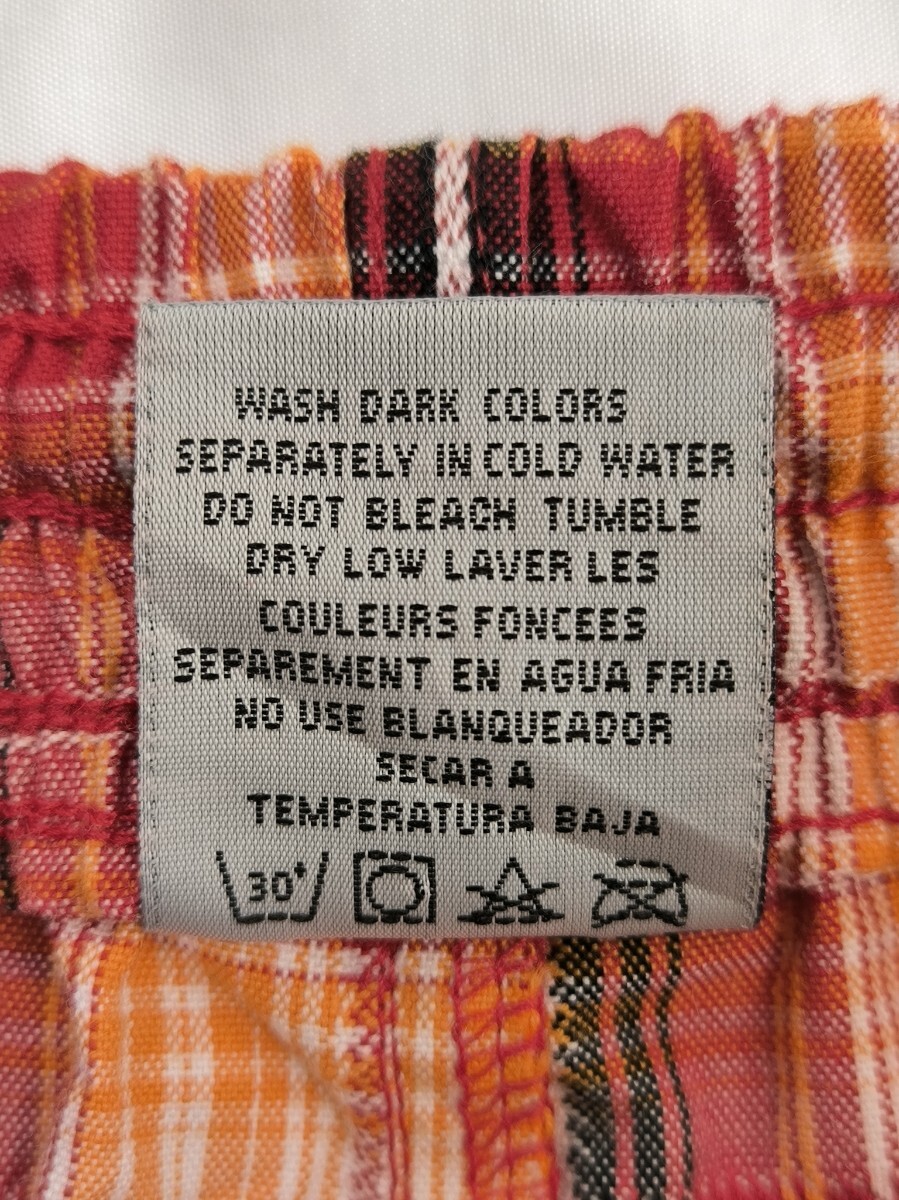 WASH DARK COLORS
SEPARATELY IN COLD WATER
DO NOT BLEACH TUMBLE
DRY LOW LAVER LES
COULEURS FONCEES
SEPAREMENT EN AGUA FRIA
NO USE BLANQUEADOR
SECAR A
TEMPERATURA BAJA
30°